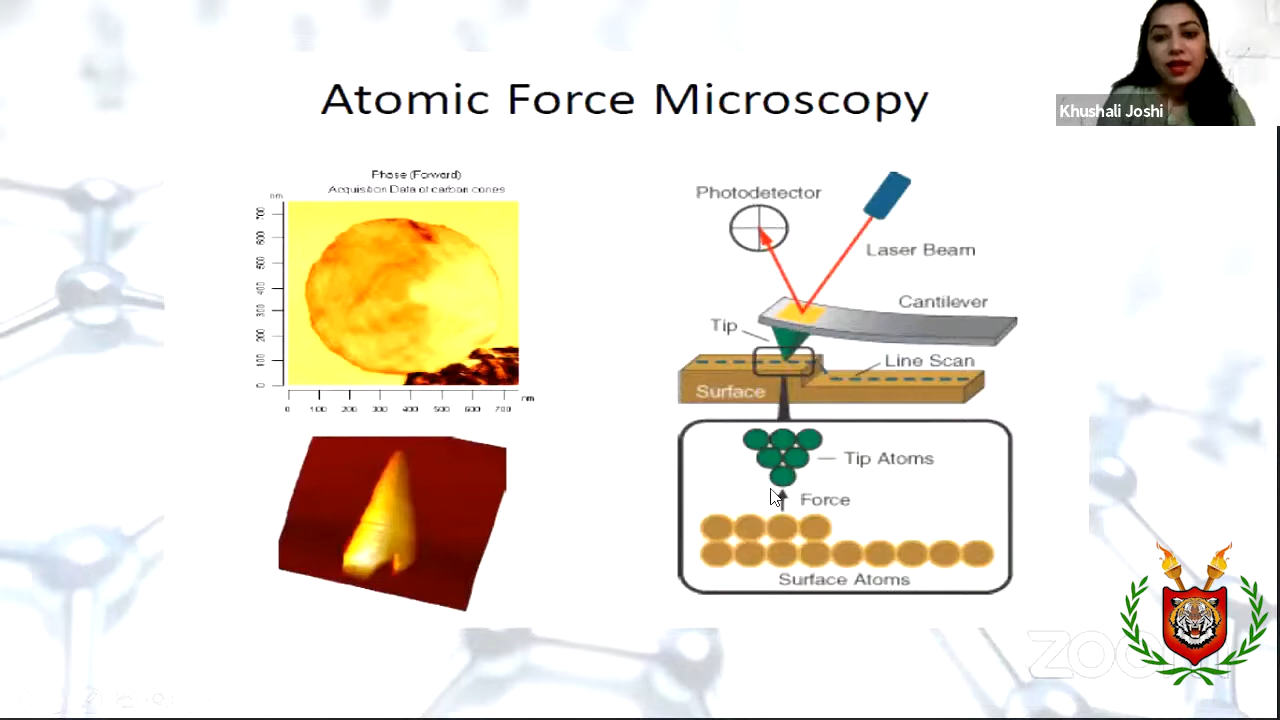 Khushali Joshi
Atomic Force Microscopy
Phase (Forward)
Acquisition Data of carbon cones
nm
700
600
500
400
300
200
100
0
0 100 200 300 400 500 600 700 nm
Photodetector
Laser Beam
Cantilever
Tip
Line Scan
Surface
Tip Atoms
Force
Surface Atoms
zoom